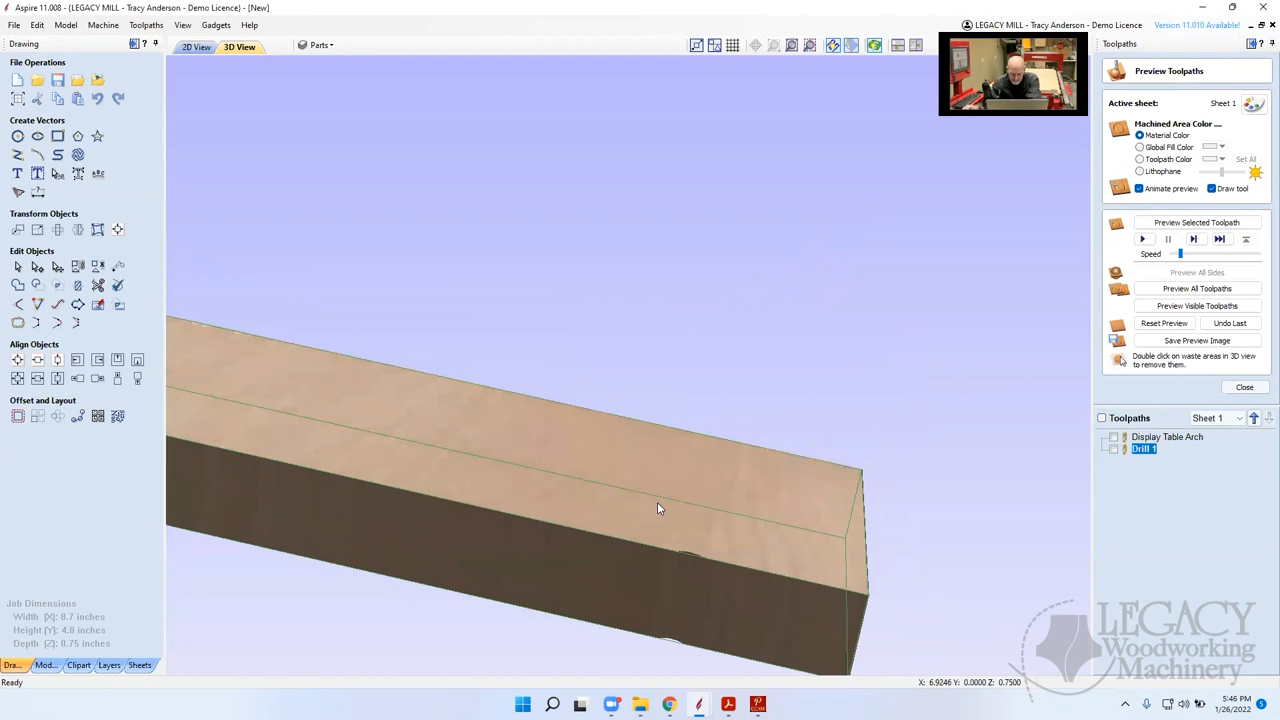 Aspire 11.008 - {LEGACY MILL - Tracy Anderson - Demo Licence} - [New]
File Edit Model Machine Toolpaths View Gadgets Help
LEGACY MILL - Tracy Anderson - Demo Licence Version 11.010 Available!
Drawing
2D View 3D View Parts
Toolpaths
File Operations
Create Vectors
Transform Objects
Edit Objects
Align Objects
Offset and Layout
Job Dimensions
Width [X]: 8.7 inches
Height [Y]: 4.0 inches
Depth [Z]: 0.75 inches
Dra... Mod... Clipart Layers Sheets
Ready
Preview Toolpaths
Active sheet: Sheet 1
Machined Area Color ....
Material Color
Global Fill Color
Toolpath Color Set All
Lithophane
Animate preview Draw tool
Preview Selected Toolpath
Speed
Preview All Sides
Preview All Toolpaths
Preview Visible Toolpaths
Reset Preview Undo Last
Save Preview Image
Double click on waste areas in 3D view
to remove them.
Close
Toolpaths Sheet 1
Display Table Arch
Drill 1
LEGACY
Woodworking
Machinery
X: 6.9246 Y: 0.0000 Z: 0.7500
5:46 PM
1/26/2022
5